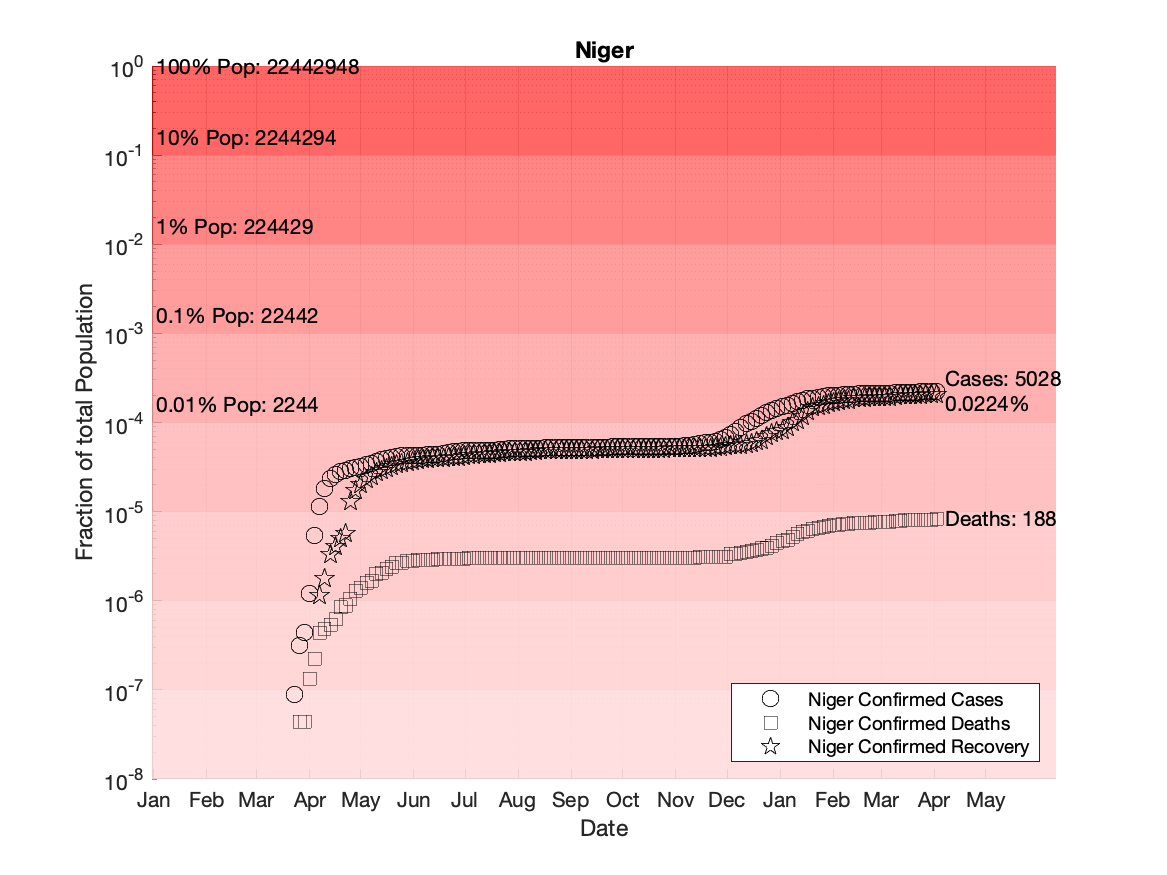 Niger
10^0
100% Pop: 22442948
10% Pop: 2244294
10^-1
1% Pop: 224429
10^-2
0.1% Pop: 22442
10^-3
0.01% Pop: 2244
10^-4
10^-5
10^-6
10^-7
10^-8
Fraction of total Population
Cases: 5028
0.0224%
Deaths: 188
Niger Confirmed Cases
Niger Confirmed Deaths
Niger Confirmed Recovery
Jan Feb Mar Apr May Jun Jul Aug Sep Oct Nov Dec Jan Feb Mar Apr May
Date